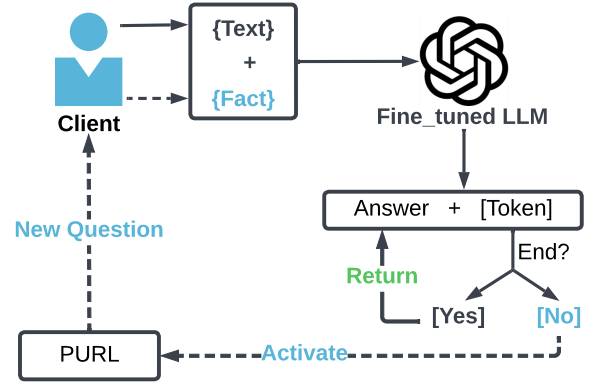 {Text}
+
{Fact}
Client
Fine_tuned LLM
Answer + [Token]
End?
New Question
Return
[Yes]
[No]
PURL
Activate